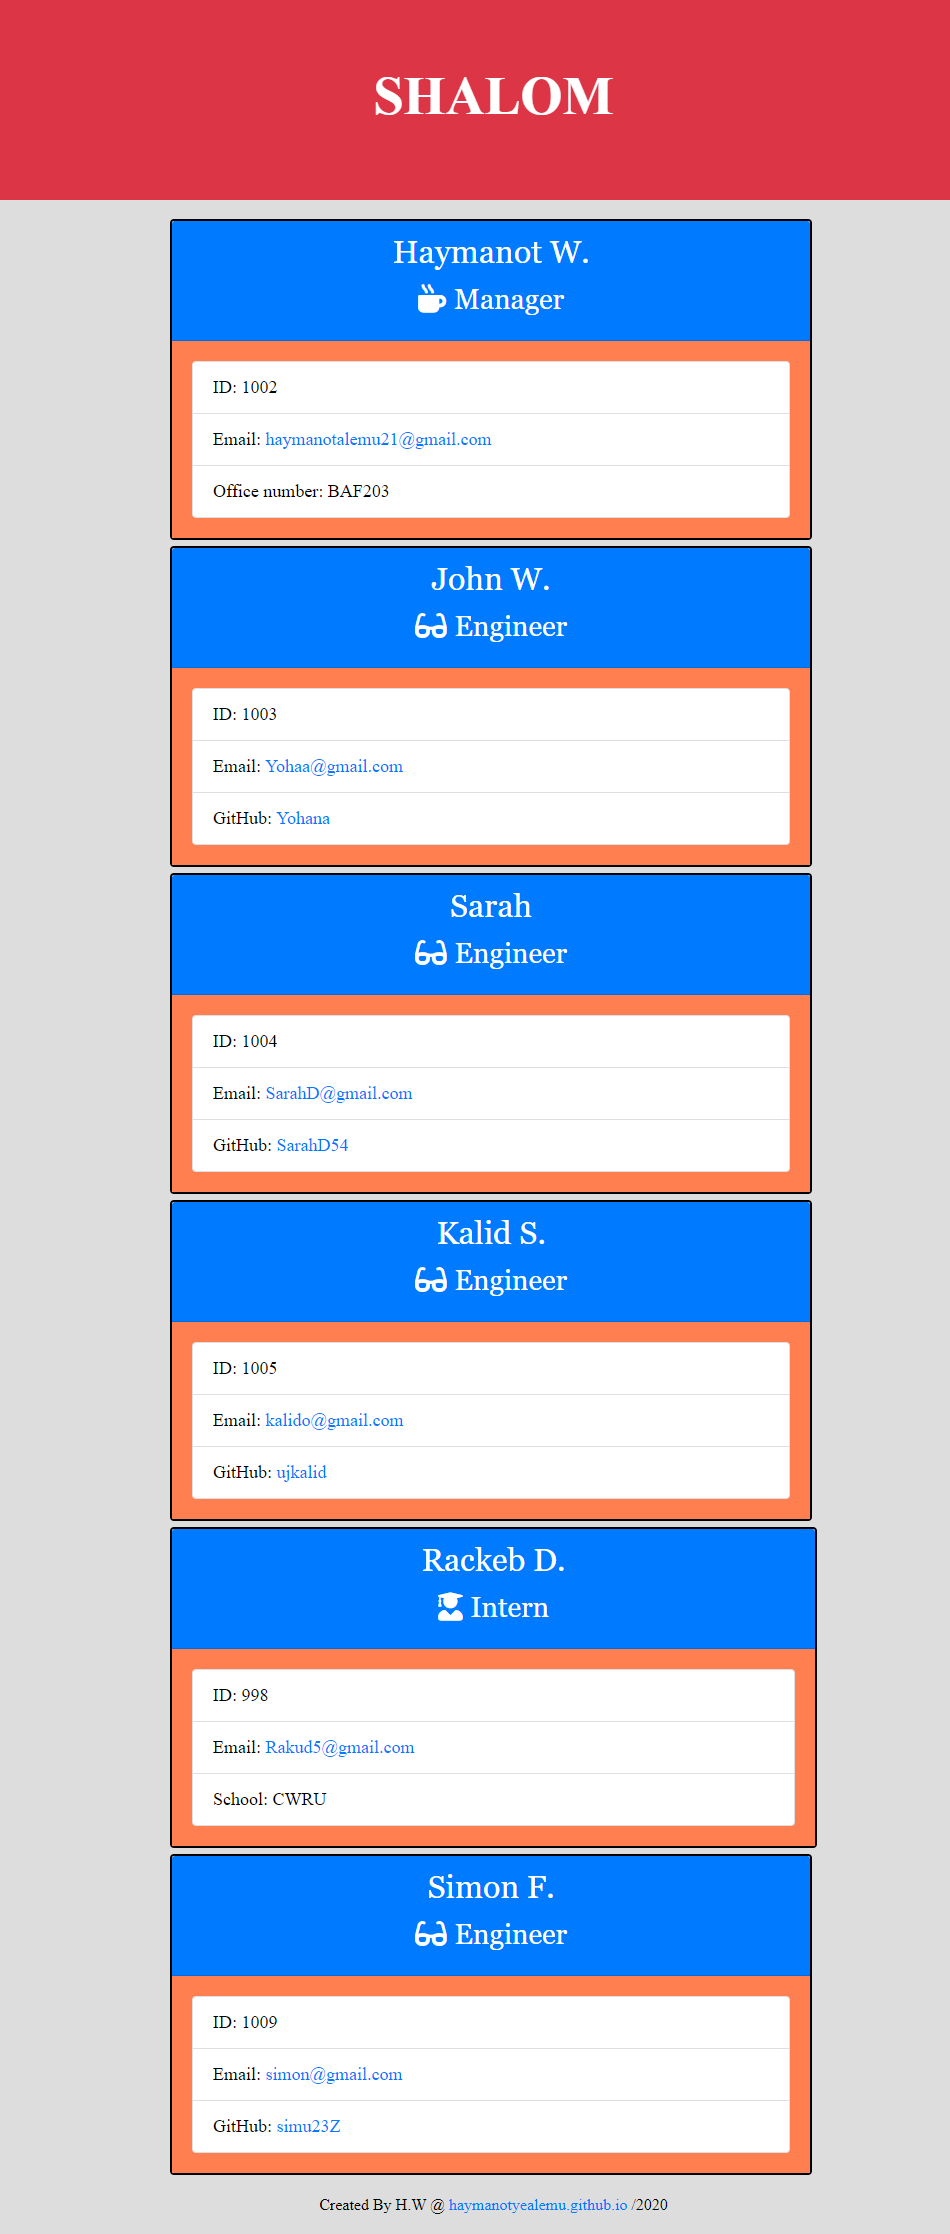 SHALOM
Haymanot W.
Manager
ID: 1002
Email: haymanotalemu21@gmail.com
Office number: BAF203
John W.
Engineer
ID: 1003
Email: Yohaa@gmail.com
GitHub: Yohana
Sarah
Engineer
ID: 1004
Email: SarahD@gmail.com
GitHub: SarahD54
Kalid S.
Engineer
ID: 1005
Email: kalido@gmail.com
GitHub: ujkalid
Rackeb D.
Intern
ID: 998
Email: Rakud5@gmail.com
School: CWRU
Simon F.
Engineer
ID: 1009
Email: simon@gmail.com
GitHub: simu23Z
Created By H.W @ haymanotyealemu.github.io /2020